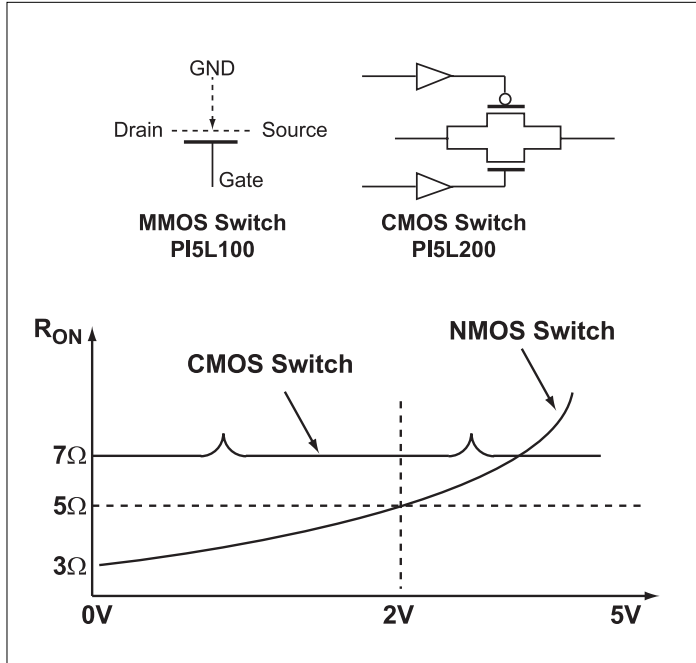 GND
Drain
Source
Gate
MMOS Switch
PI5L100
CMOS Switch
PI5L200
RON
NMOS Switch
CMOS Switch
7Ω
5Ω
3Ω
0V
2V
5V